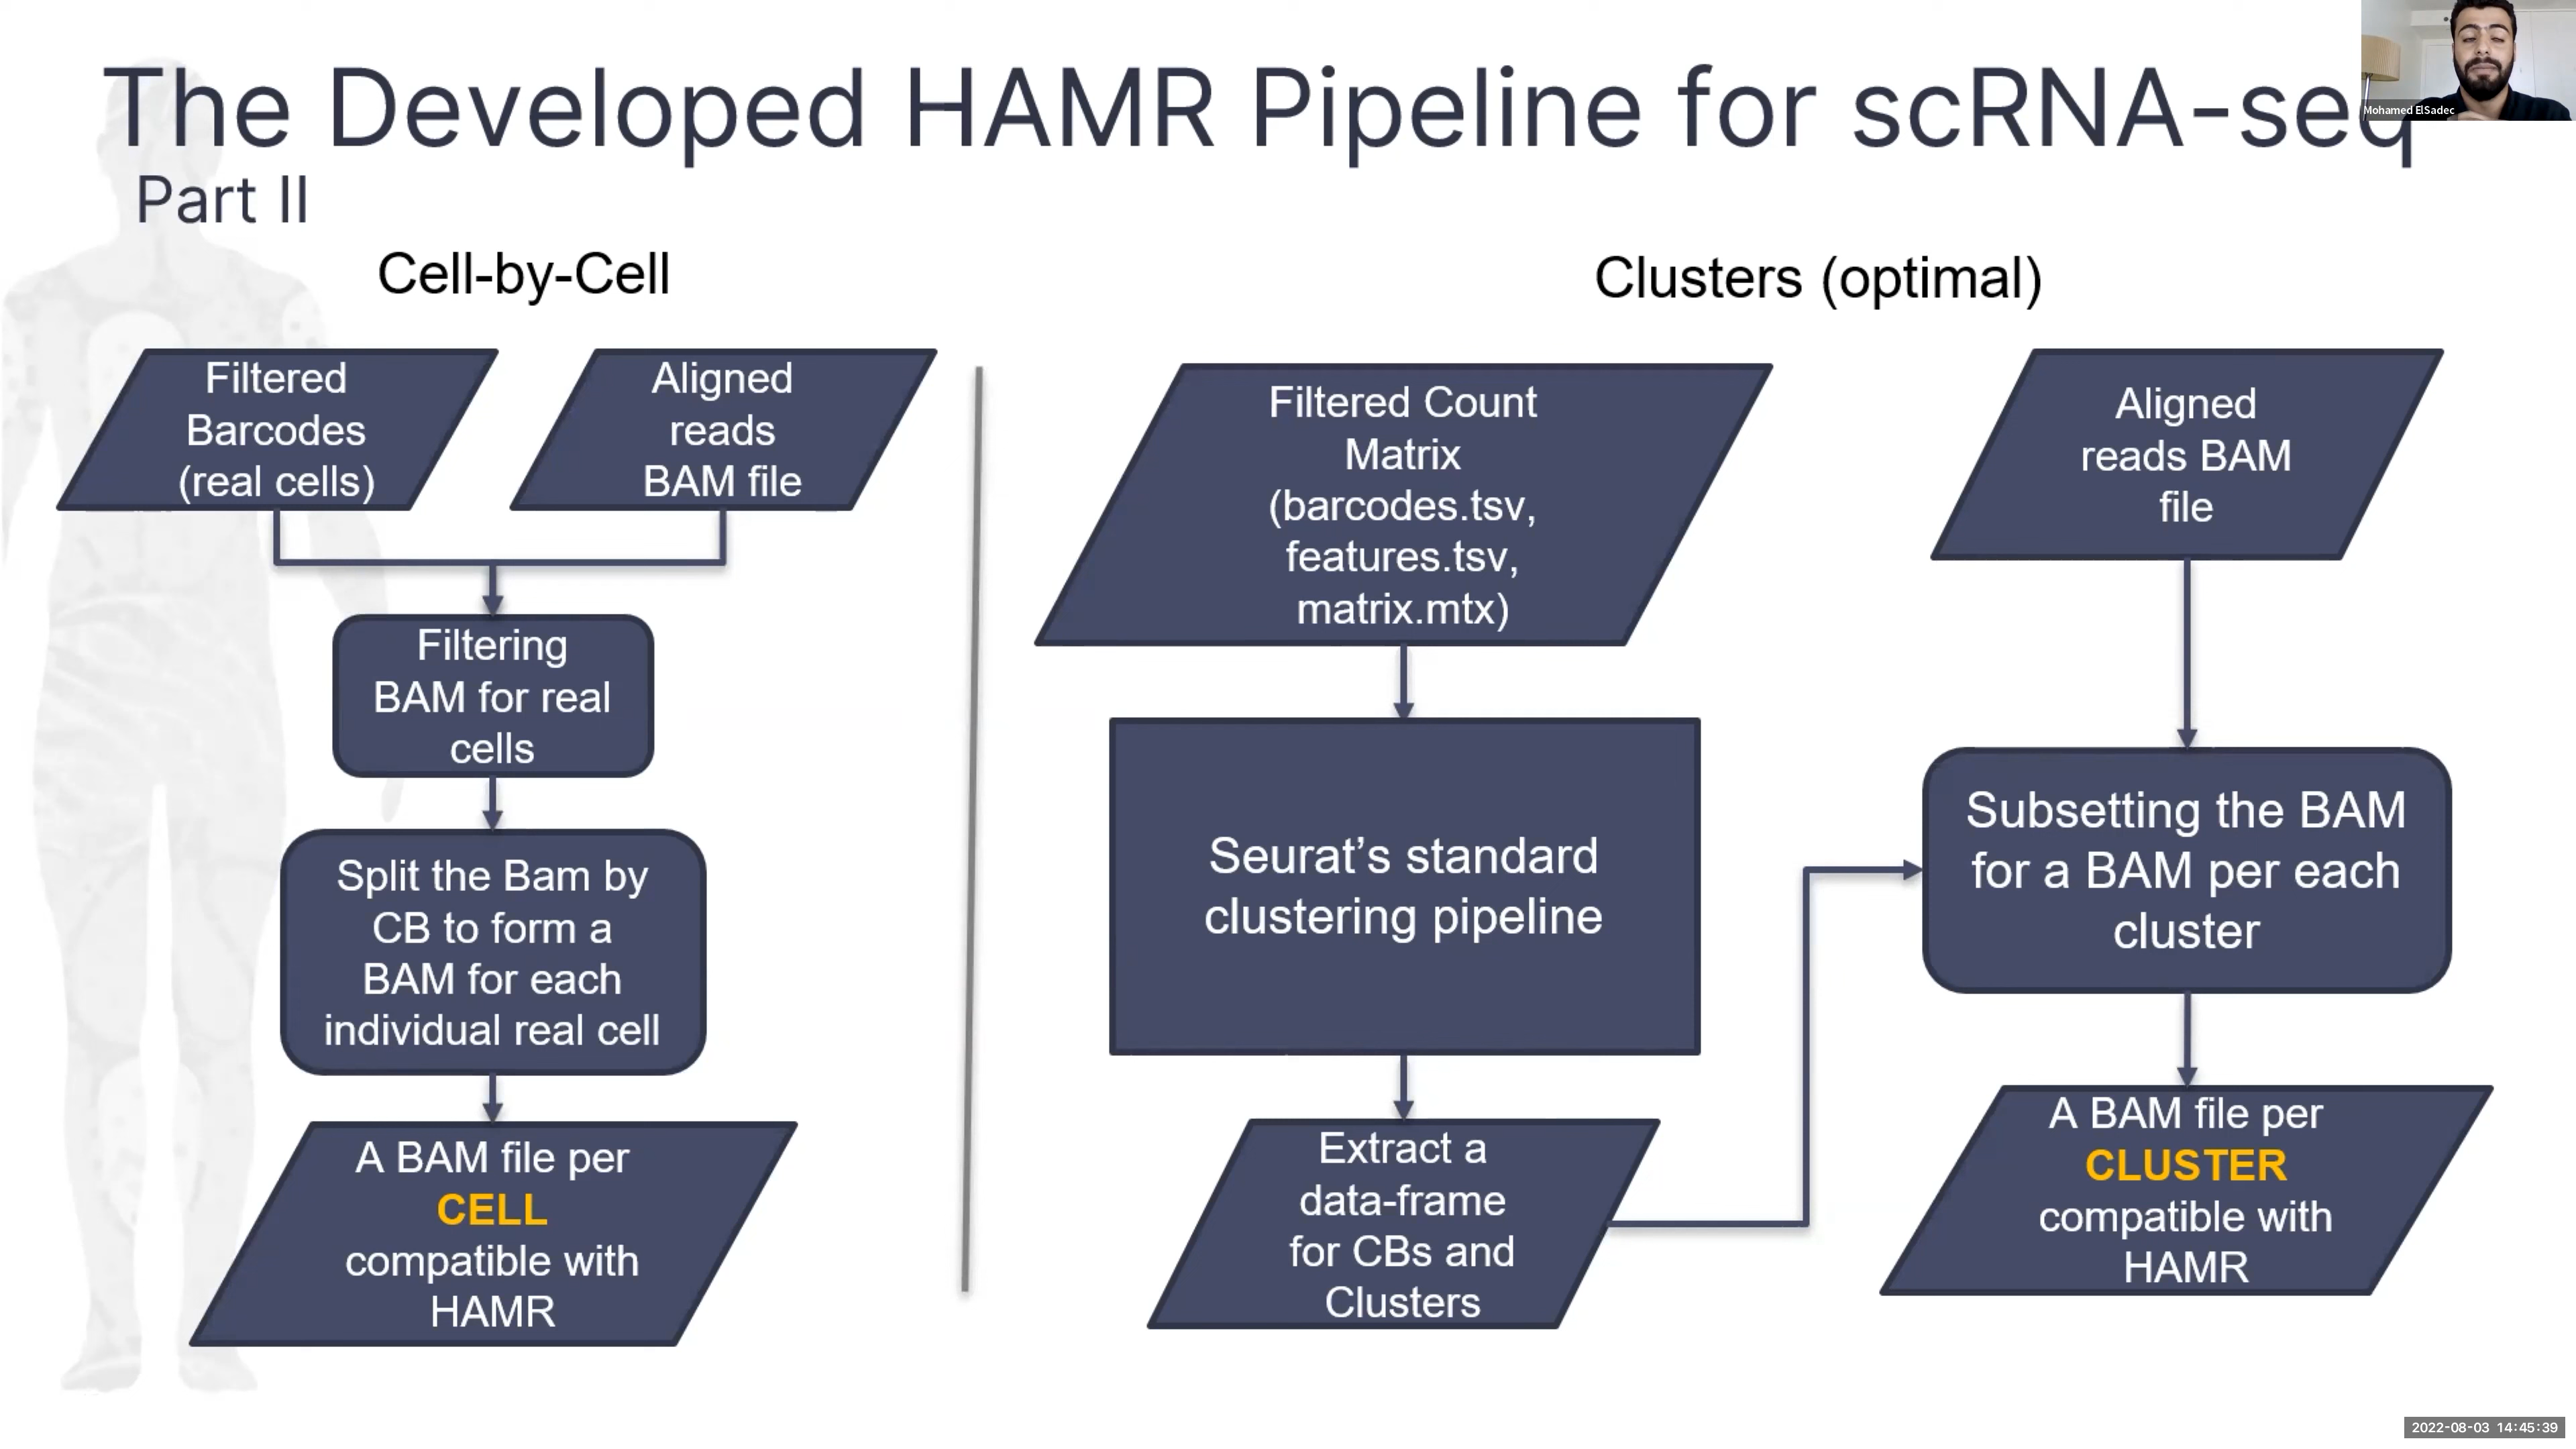 The Developed HAMR Pipeline for scRNA-seq
Mohamed ElSadec
Part II
Cell-by-Cell
Filtered
Barcodes
(real cells)
Aligned
reads
BAM file
Filtering
BAM for real
cells
Split the Bam by
CB to form a
BAM for each
individual real cell
A BAM file per
CELL
compatible with
HAMR
Clusters (optimal)
Filtered Count
Matrix
(barcodes.tsv,
features.tsv,
matrix.mtx)
Seurat’s standard
clustering pipeline
Extract a
data-frame
for CBs and
Clusters
Aligned
reads BAM
file
Subsetting the BAM
for a BAM per each
cluster
A BAM file per
CLUSTER
compatible with
HAMR
2022-08-03 14:45:39